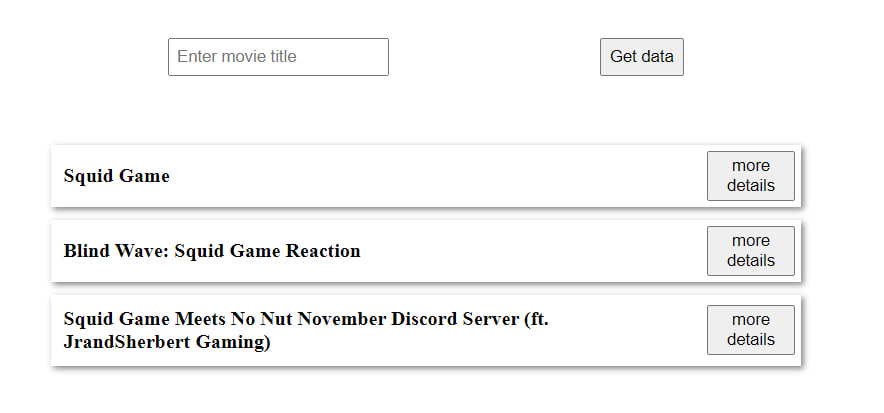 Enter movie title
Get data
Squid Game
more
details
Blind Wave: Squid Game Reaction
more
details
Squid Game Meets No Nut November Discord Server (ft.
JrandSherbert Gaming)
more
details